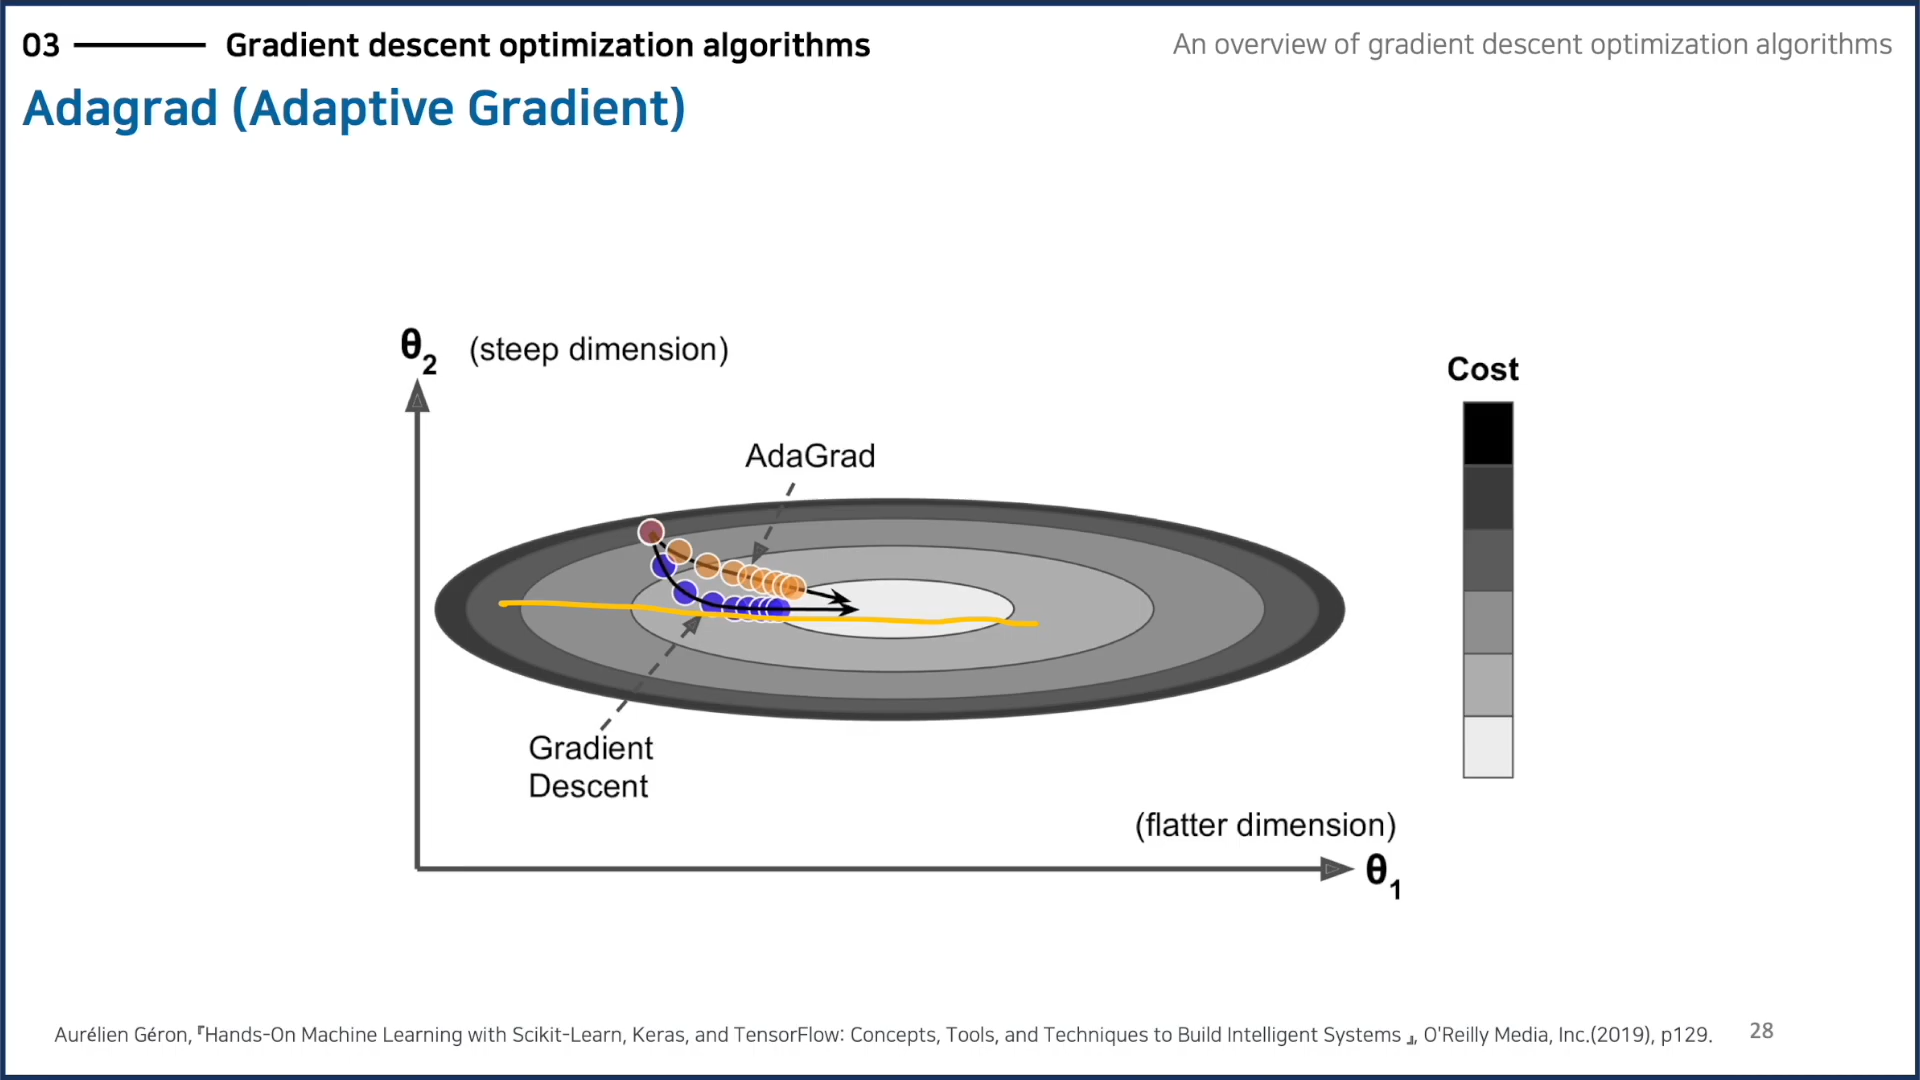 03 Gradient descent optimization algorithms
An overview of gradient descent optimization algorithms
Adagrad (Adaptive Gradient)
θ2 (steep dimension)
Cost
AdaGrad
Gradient
Descent
(flatter dimension)
θ1
Aurélien Géron, 『Hands-On Machine Learning with Scikit-Learn, Keras, and TensorFlow: Concepts, Tools, and Techniques to Build Intelligent Systems 』, O'Reilly Media, Inc.(2019), p129.
28